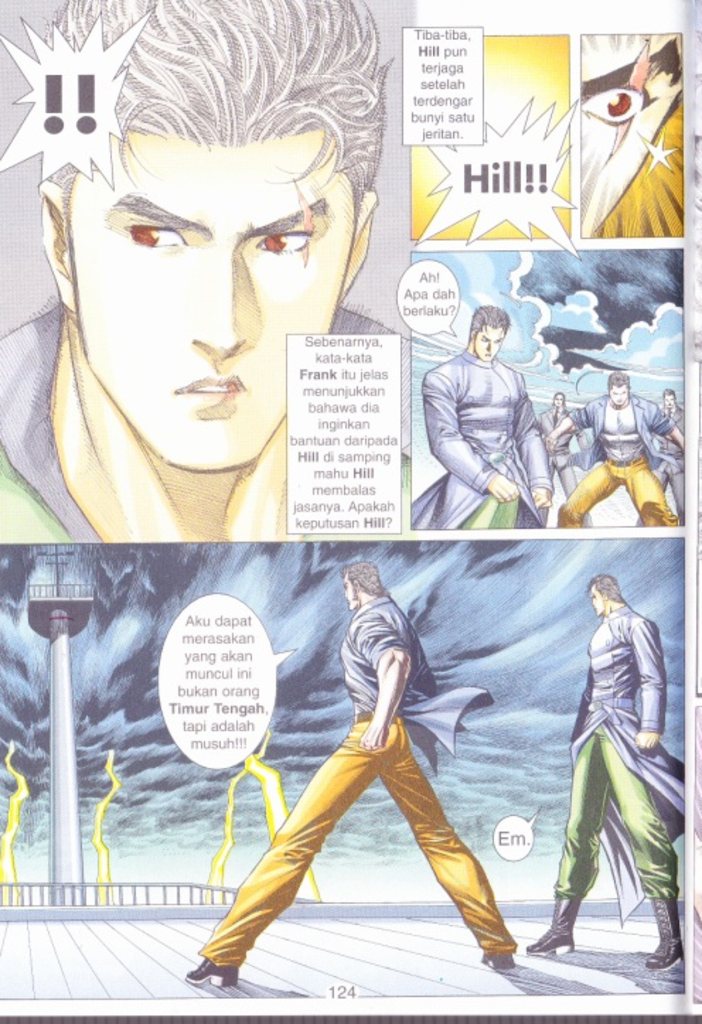 !!
Sebenarnya,
kata-kata
Frank itu jelas
menunjukkan
bahawa dia
inginkan
bantuan daripada
Hill di samping
mahu Hill
membalas
jasanya. Apakah
keputusan Hill?
Tiba-tiba,
Hill pun
terjaga
setelah
terdengar
bunyi satu
jeritan.
Hill!!
Ah!
Apa dah
berlaku?
Aku dapat
merasakan
yang akan
muncul ini
bukan orang
Timur Tengah,
tapi adalah
musuh!!!
Em.
124